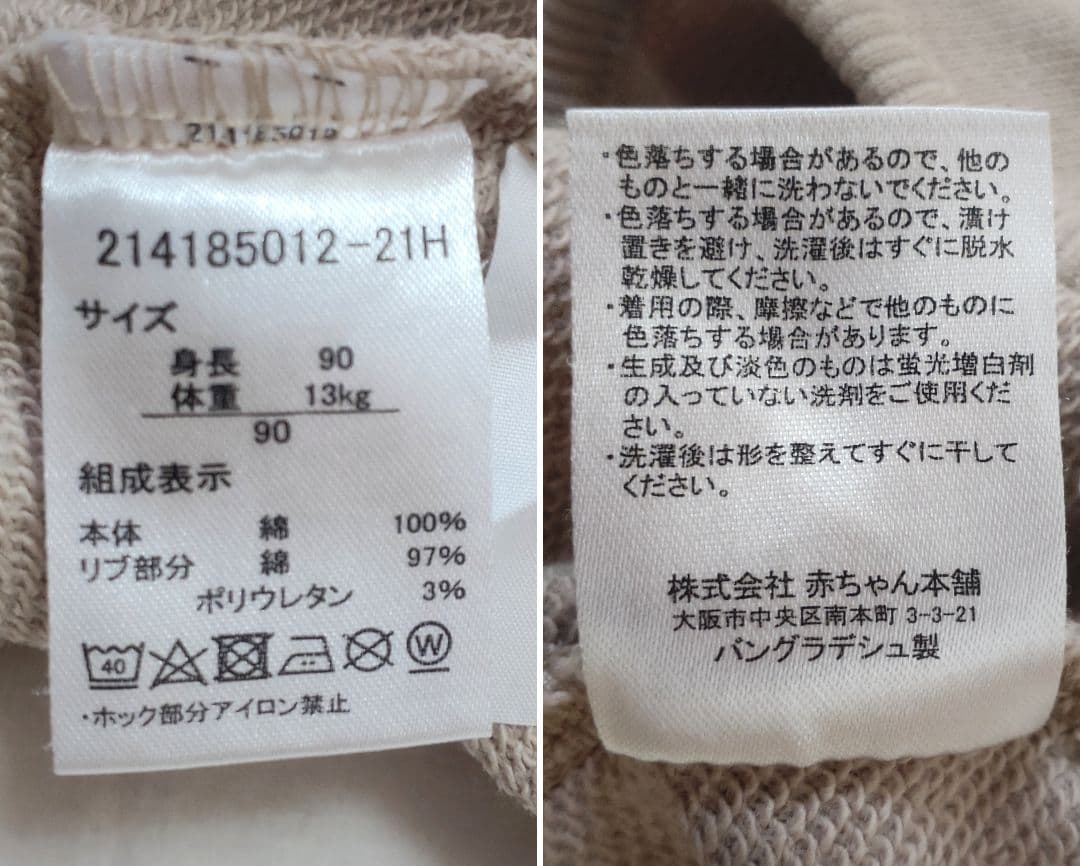 214185012
214185012-21H
サイズ
身長 90
体重 13kg
90
組成表示
本体 綿 100%
リブ部分 綿 97%
ポリウレタン 3%
40 W
・ホック部分アイロン禁止
・色落ちする場合があるので、他の
ものと一緒に洗わないでください。
・色落ちする場合があるので、漬け
置きを避け、洗濯後はすぐに脱水
乾燥してください。
・着用の際、摩擦などで他のものに
色落ちする場合があります。
・生成及び淡色のものは蛍光増白剤
の入っていない洗剤をご使用くだ
さい。
・洗濯後は形を整えてすぐに干して
ください。
株式会社 赤ちゃん本舗
大阪市中央区南本町 3-3-21
バングラデシュ製